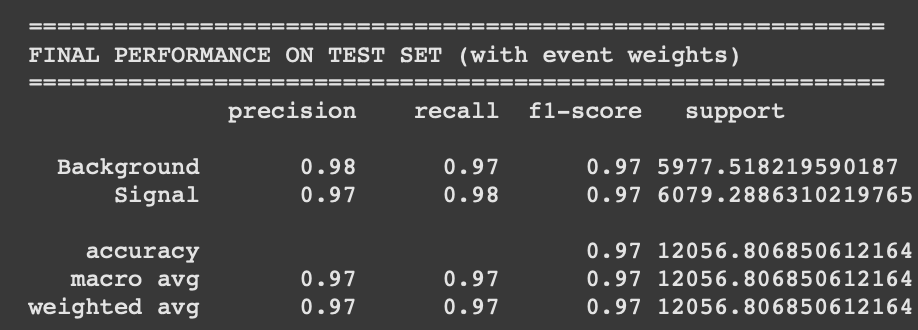 ============================================================
FINAL PERFORMANCE ON TEST SET (with event weights)
============================================================
              precision    recall  f1-score   support

  Background       0.98      0.97      0.97 5977.518219590187
      Signal       0.97      0.98      0.97 6079.2886310219765

    accuracy                           0.97 12056.806850612164
   macro avg       0.97      0.97      0.97 12056.806850612164
weighted avg       0.97      0.97      0.97 12056.806850612164